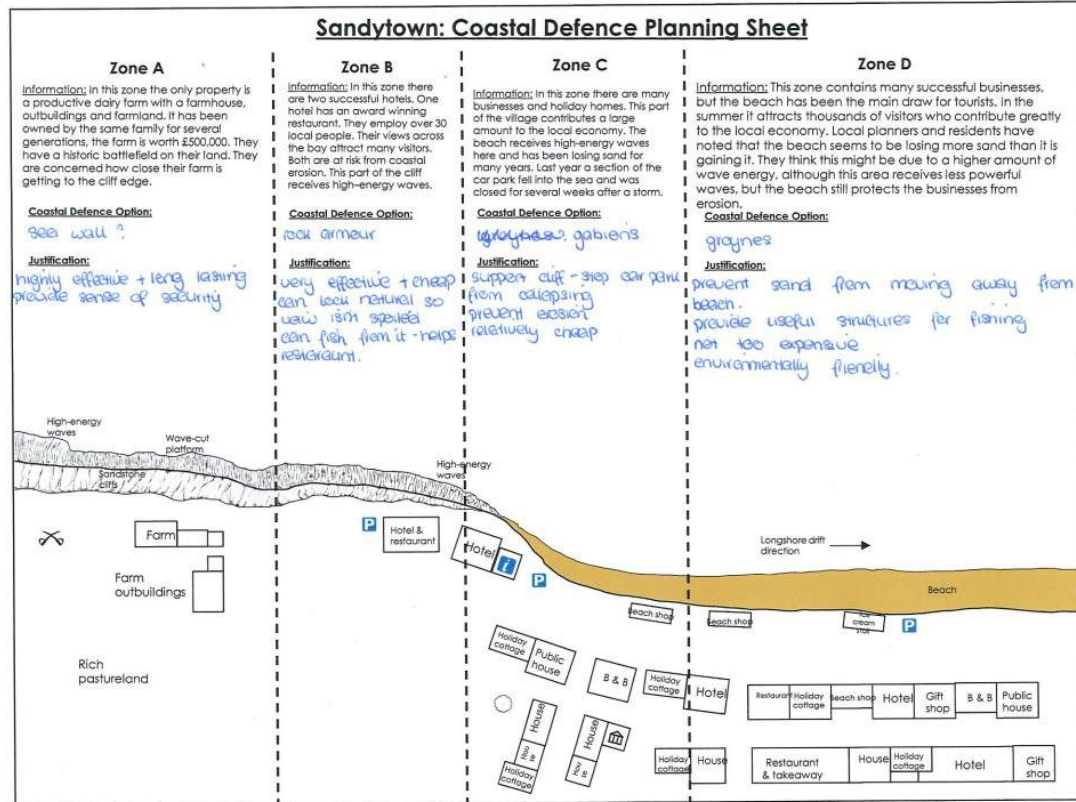 Sandytown: Coastal Defence Planning Sheet
Zone A
Information: In this zone the only property is
a productive dairy farm with a farmhouse,
outbuildings and farmland. It has been
owned by the same family for several
generations, the farm is worth £500,000. They
have a historic battlefield on their land. They
are concerned how close their farm is
getting to the cliff edge.
Coastal Defence Option:
sea wall?
Justification:
highly effective + long lasting
provide sense of security
Zone B
Information: In this zone there
are two successful hotels. One
hotel has an award winning
restaurant. They employ over 30
local people. Their views across
the bay attract many visitors.
Both are at risk from coastal
erosion. This part of the cliff
receives high-energy waves.
Coastal Defence Option:
rock armour
Justification:
very effective + cheap
can look natural so
view isn't spoiled
can fish from it - helps
restaraunt.
Zone C
Information: In this zone there are many
businesses and holiday homes. This part
of the village contributes a large
amount to the local economy. The
beach receives high-energy waves
here and has been losing sand for
many years. Last year a section of the
car park fell into the sea and was
closed for several weeks after a storm.
Coastal Defence Option:
groynes? gabions
Justification:
support cliff - stop car park
from collapsing
prevent erosion
relatively cheap
Zone D
Information: This zone contains many successful businesses,
but the beach has been the main draw for tourists. In the
summer it attracts thousands of visitors who contribute greatly
to the local economy. Local planners and residents have
noted that the beach seems to be losing more sand than it is
gaining it. They think this might be due to a higher amount of
wave energy, although this area receives less powerful
waves, but the beach still protects the businesses from
erosion.
Coastal Defence Option:
groynes
Justification:
prevent sand from moving away from
beach.
provide useful structures for fishing
not too expensive
environmentally friendly.
High-energy
waves
Wave-cut
platform
Sandstone
cliffs
High-energy
waves
Farm
Farm
outbuildings
Rich
pastureland
P
Hotel &
restaurant
Hotel
i
P
Longshore drift
direction
Beach
Beach shop
Beach shop
Ice
cream
stall
P
Holiday
cottage
Public
house
B & B
Holiday
cottage
Hotel
Restaurant
Holiday
cottage
Beach shop
Hotel
Gift
shop
B & B
Public
house
House
Hou
se
Holiday
cottage
House
Hou
se
Holiday
cottage
House
Restaurant
& takeaway
House
Holiday
cottage
Hotel
Gift
shop